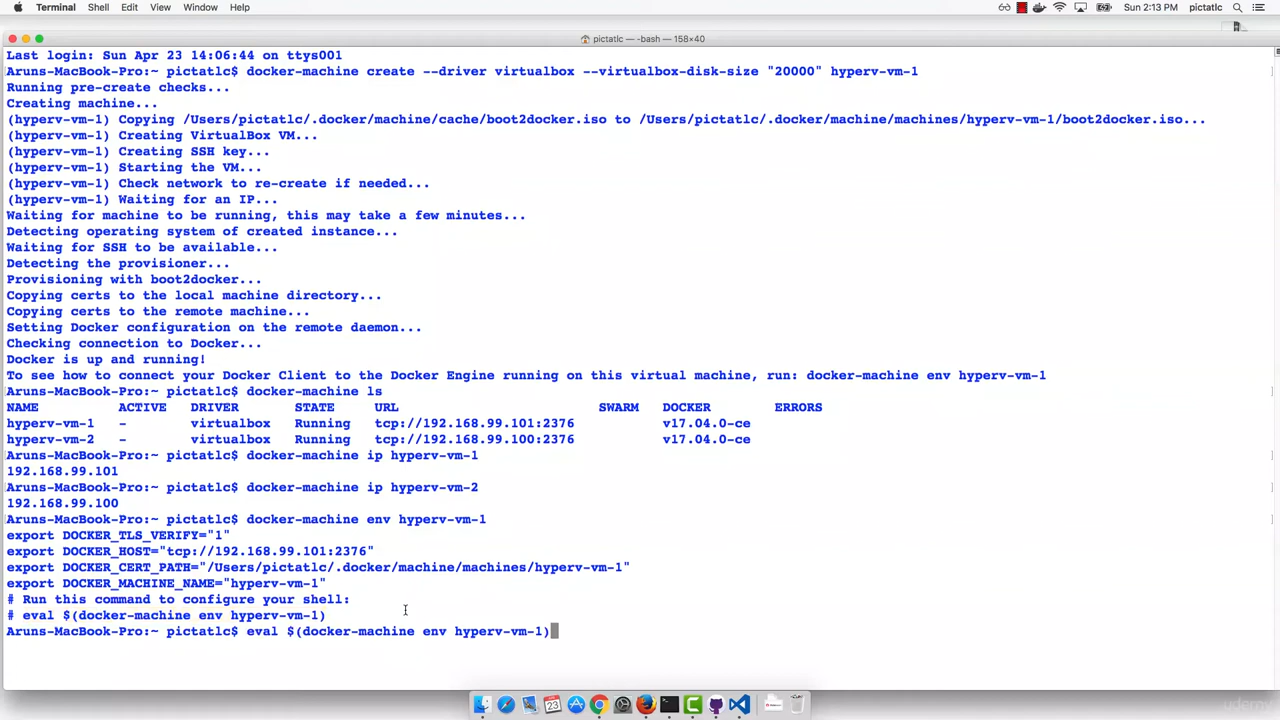 Terminal Shell Edit View Window Help Sun 2:13 PM pictatlc
pictatlc — -bash — 158×40
Last login: Sun Apr 23 14:06:44 on ttys001
Aruns-MacBook-Pro:~ pictatlc$ docker-machine create --driver virtualbox --virtualbox-disk-size "20000" hyperv-vm-1
Running pre-create checks...
Creating machine...
(hyperv-vm-1) Copying /Users/pictatlc/.docker/machine/cache/boot2docker.iso to /Users/pictatlc/.docker/machine/machines/hyperv-vm-1/boot2docker.iso...
(hyperv-vm-1) Creating VirtualBox VM...
(hyperv-vm-1) Creating SSH key...
(hyperv-vm-1) Starting the VM...
(hyperv-vm-1) Check network to re-create if needed...
(hyperv-vm-1) Waiting for an IP...
Waiting for machine to be running, this may take a few minutes...
Detecting operating system of created instance...
Waiting for SSH to be available...
Detecting the provisioner...
Provisioning with boot2docker...
Copying certs to the local machine directory...
Copying certs to the remote machine...
Setting Docker configuration on the remote daemon...
Checking connection to Docker...
Docker is up and running!
To see how to connect your Docker Client to the Docker Engine running on this virtual machine, run: docker-machine env hyperv-vm-1
Aruns-MacBook-Pro:~ pictatlc$ docker-machine ls
NAME ACTIVE DRIVER STATE URL SWARM DOCKER ERRORS
hyperv-vm-1 - virtualbox Running tcp://192.168.99.101:2376 v17.04.0-ce
hyperv-vm-2 - virtualbox Running tcp://192.168.99.100:2376 v17.04.0-ce
Aruns-MacBook-Pro:~ pictatlc$ docker-machine ip hyperv-vm-1
192.168.99.101
Aruns-MacBook-Pro:~ pictatlc$ docker-machine ip hyperv-vm-2
192.168.99.100
Aruns-MacBook-Pro:~ pictatlc$ docker-machine env hyperv-vm-1
export DOCKER_TLS_VERIFY="1"
export DOCKER_HOST="tcp://192.168.99.101:2376"
export DOCKER_CERT_PATH="/Users/pictatlc/.docker/machine/machines/hyperv-vm-1"
export DOCKER_MACHINE_NAME="hyperv-vm-1"
# Run this command to configure your shell:
# eval $(docker-machine env hyperv-vm-1)
Aruns-MacBook-Pro:~ pictatlc$ eval $(docker-machine env hyperv-vm-1)
23
udemy